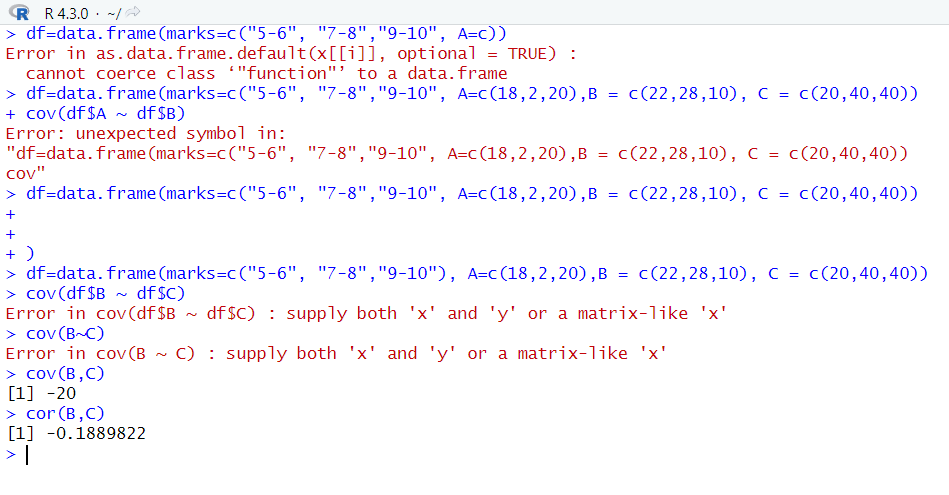 R R 4.3.0 · ~/
> df=data.frame(marks=c("5-6", "7-8","9-10", A=c))
Error in as.data.frame.default(x[[i]], optional = TRUE) :
  cannot coerce class ‘"function"’ to a data.frame
> df=data.frame(marks=c("5-6", "7-8","9-10", A=c(18,2,20),B = c(22,28,10), C = c(20,40,40))
+ cov(df$A ~ df$B)
Error: unexpected symbol in:
"df=data.frame(marks=c("5-6", "7-8","9-10", A=c(18,2,20),B = c(22,28,10), C = c(20,40,40))
cov"
> df=data.frame(marks=c("5-6", "7-8","9-10", A=c(18,2,20),B = c(22,28,10), C = c(20,40,40))
+
+
+ )
> df=data.frame(marks=c("5-6", "7-8","9-10"), A=c(18,2,20),B = c(22,28,10), C = c(20,40,40))
> cov(df$B ~ df$C)
Error in cov(df$B ~ df$C) : supply both 'x' and 'y' or a matrix-like 'x'
> cov(B~C)
Error in cov(B ~ C) : supply both 'x' and 'y' or a matrix-like 'x'
> cov(B,C)
[1] -20
> cor(B,C)
[1] -0.1889822
>